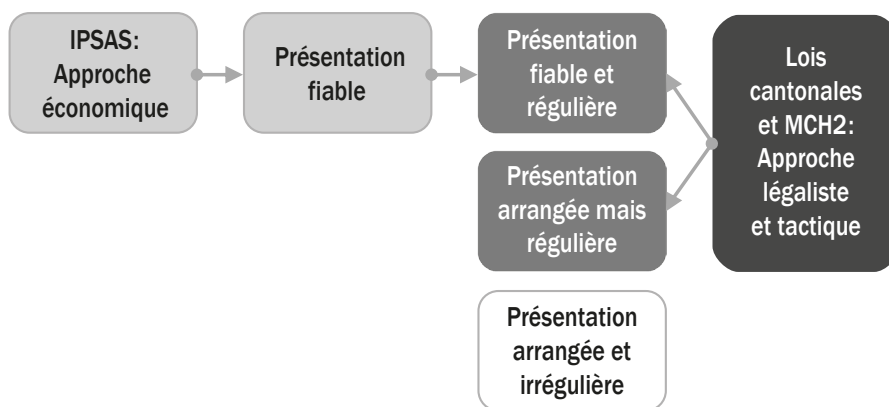 IPSAS:
Approche
économique
Présentation
fiable
Présentation
fiable et
régulière
Présentation
arrangée mais
régulière
Présentation
arrangée et
irrégulière
Lois
cantonales
et MCH2:
Approche
légaliste
et tactique